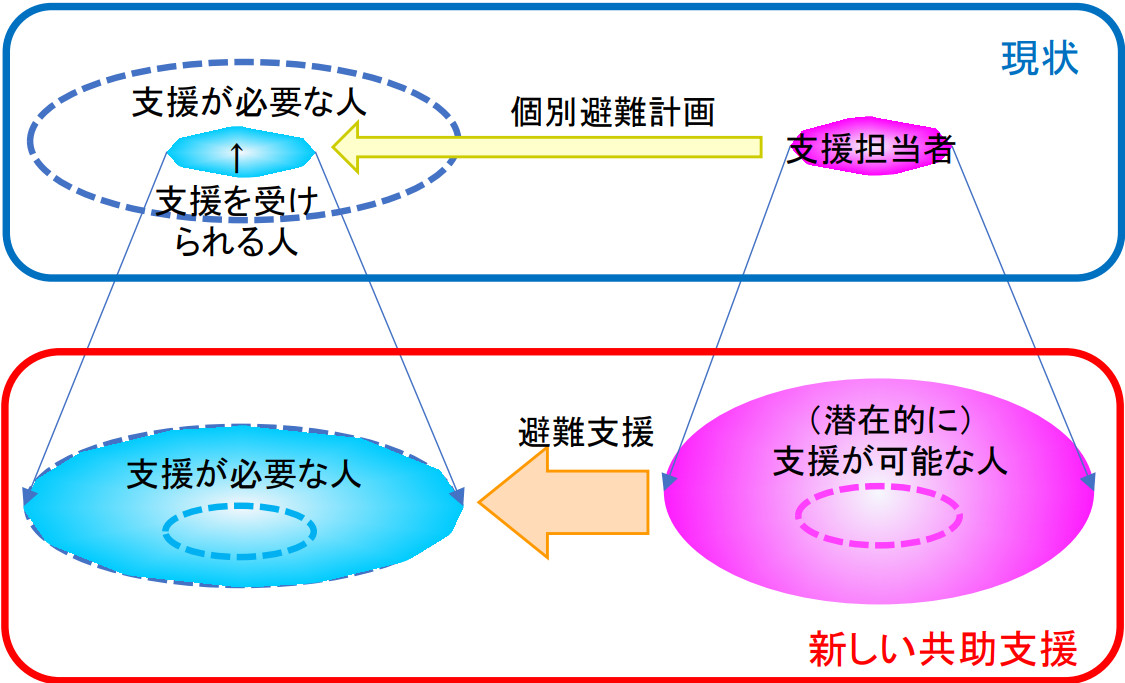 現状
支援が必要な人
個別避難計画
支援担当者
↑
支援を受け
られる人
(潜在的に)
支援が可能な人
避難支援
支援が必要な人
新しい共助支援